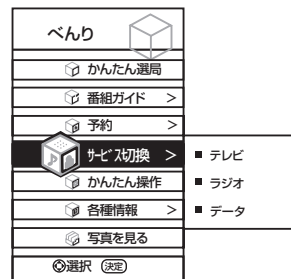 べんり
かんたん選局
番組ガイド >
予約 >
サービス切換 >
テレビ
かんたん操作
ラジオ
各種情報 >
データ
写真を見る
選択 決定